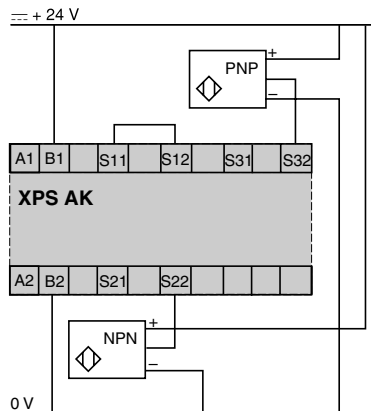 + 24 V
PNP
+
−
A1 B1 S11 S12 S31 S32
XPS AK
A2 B2 S21 S22
NPN
+
−
0 V